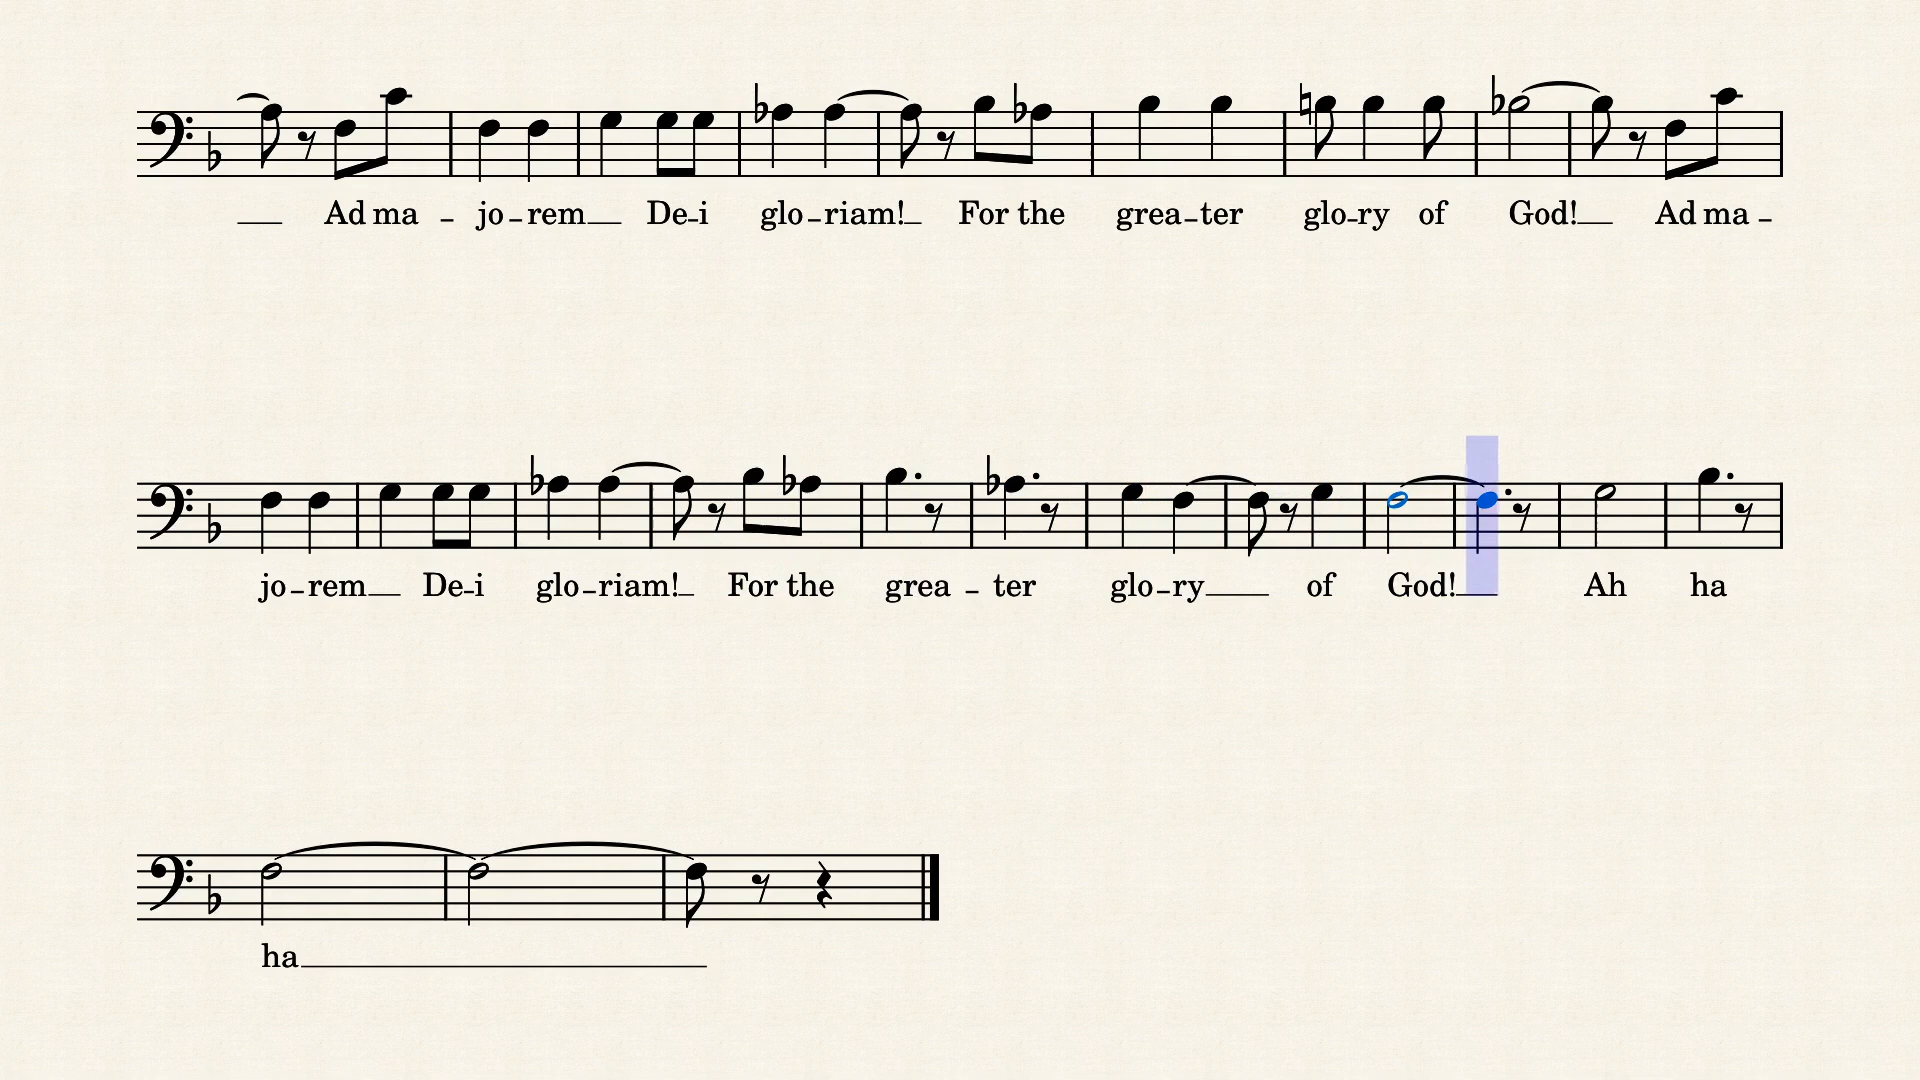 Ad ma - jo - rem De - i glo - riam! For the grea - ter glo - ry of God! Ad ma -
jo - rem De - i glo - riam! For the grea - ter glo - ry of God! Ah ha
ha